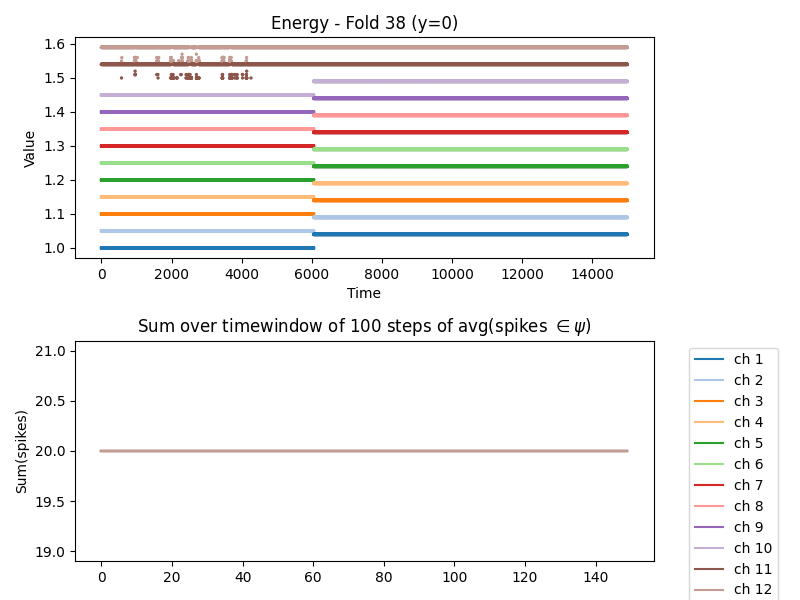 Energy - Fold 38 (y=0)
1.6
1.5
1.4
1.3
1.2
1.1
1.0
Value
0 2000 4000 6000 8000 10000 12000 14000
Time
Sum over timewindow of 100 steps of avg(spikes ∈ ψ)
21.0
20.5
20.0
19.5
19.0
Sum(spikes)
0 20 40 60 80 100 120 140
ch 1
ch 2
ch 3
ch 4
ch 5
ch 6
ch 7
ch 8
ch 9
ch 10
ch 11
ch 12